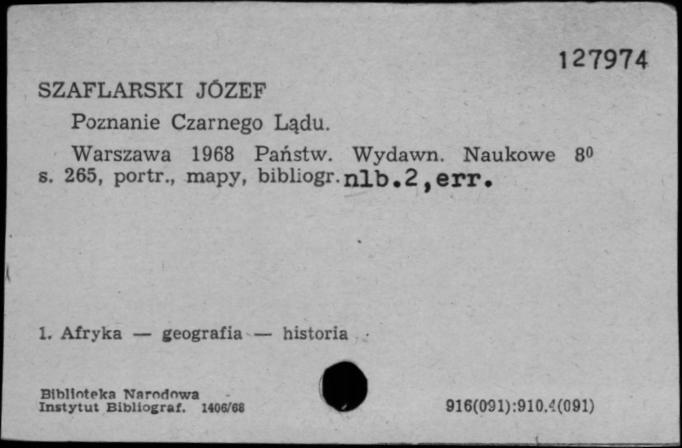 127974
SZAFLARSKI JÓZEF
Poznanie Czarnego Lądu.
Warszawa 1968 Państw. Wydawn. Naukowe 8⁰
s. 265, portr., mapy, bibliogr. nlb.2,err.
1. Afryka — geografia — historia
Biblioteka Narodowa
Instytut Bibliograf. 1406/68
916(091):910.4(091)